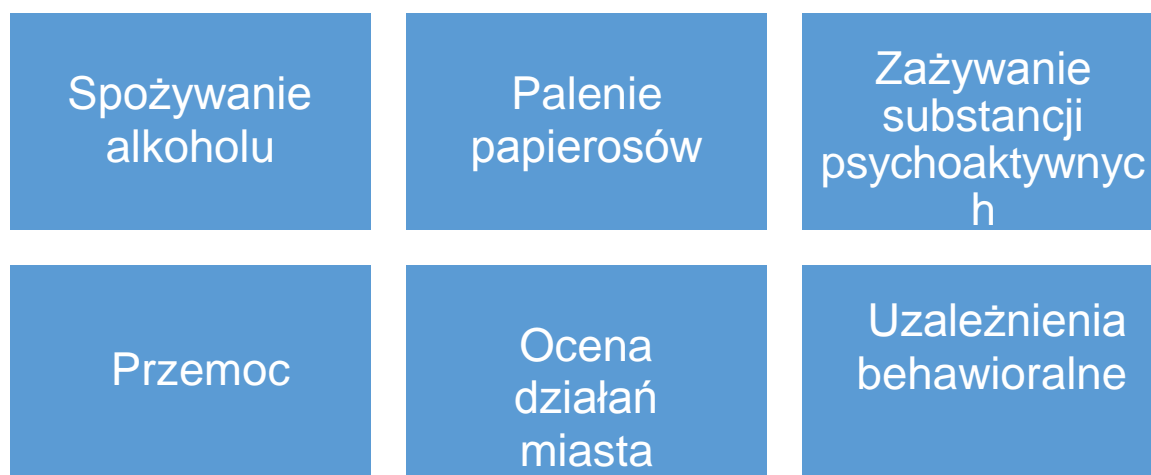 Spożywanie
alkoholu
Palenie
papierosów
Zażywanie
substancji
psychoaktywnyc
h
Przemoc
Ocena
działań
miasta
Uzależnienia
behawioralne